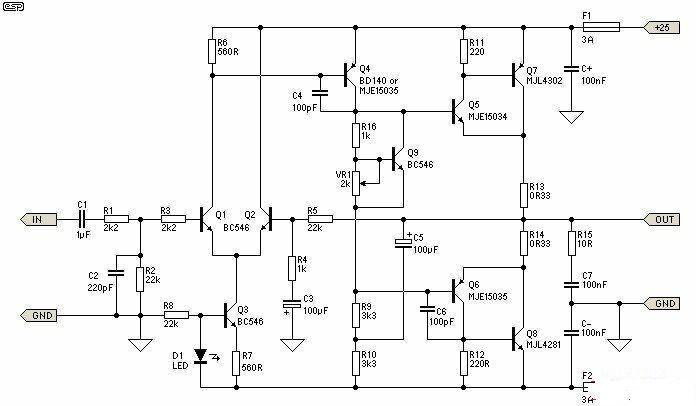 ESP
F1
+25
3A
R6
560R
Q4
BD140 or
MJE15035
R11
220
Q7
MJL4302
C+
100nF
C4
100pF
Q5
MJE15034
R16
1k
Q9
BC546
VR1
2k
R13
0R33
IN
C1
1µF
R1
2k2
R3
2k2
Q1
Q2
BC546
R5
22k
OUT
R4
1k
C5
100µF
R14
0R33
R15
10R
C2
220pF
R2
22k
C3
100µF
Q6
MJE15035
C7
100nF
GND
R8
22k
Q3
BC546
R9
3k3
C6
100pF
GND
D1
LED
R7
560R
R10
3k3
R12
220R
Q8
MJL4281
C-
100nF
F2
3A